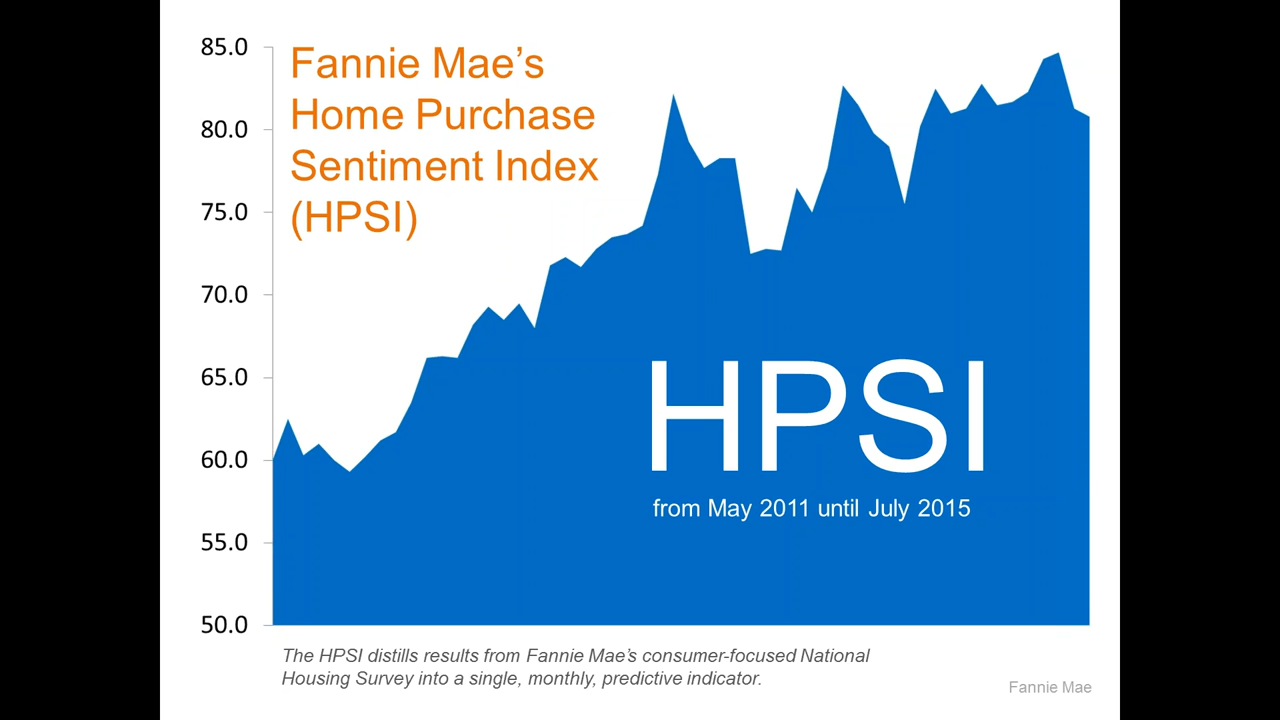 85.0
80.0
75.0
70.0
65.0
60.0
55.0
50.0
Fannie Mae’s
Home Purchase
Sentiment Index
(HPSI)
HPSI
from May 2011 until July 2015
The HPSI distills results from Fannie Mae’s consumer-focused National
Housing Survey into a single, monthly, predictive indicator.
Fannie Mae